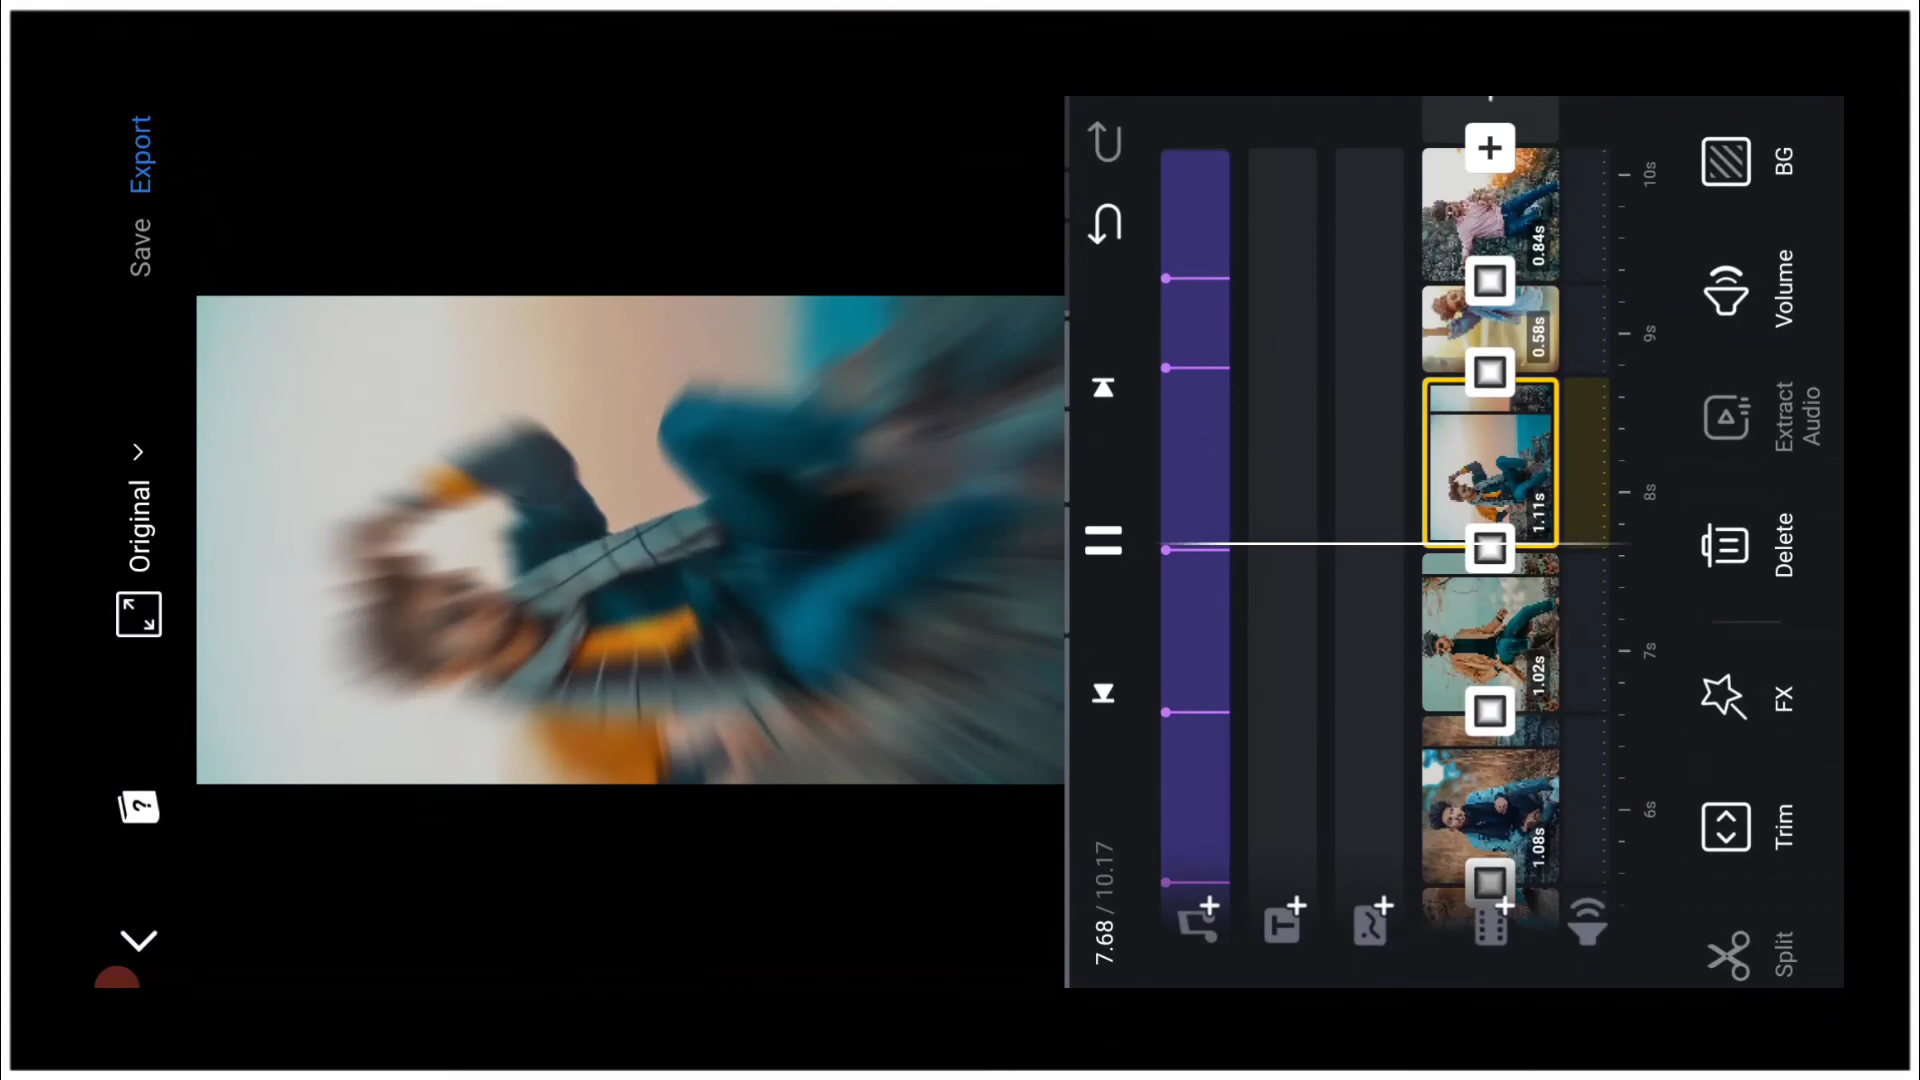 Original
Save
Export
7.68 / 10.17
T
1.08s
1.02s
1.11s
0.58s
0.84s
6s
7s
8s
9s
10s
Split
Trim
FX
Delete
Extract
Audio
Volume
BG